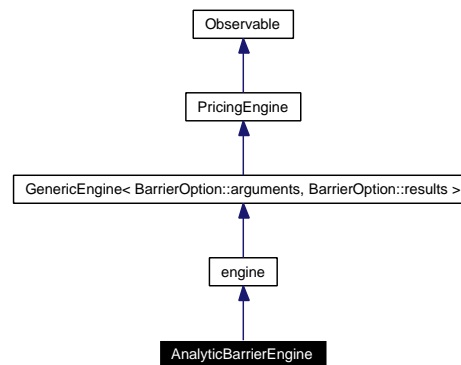 Observable
PricingEngine
GenericEngine< BarrierOption::arguments, BarrierOption::results >
engine
AnalyticBarrierEngine